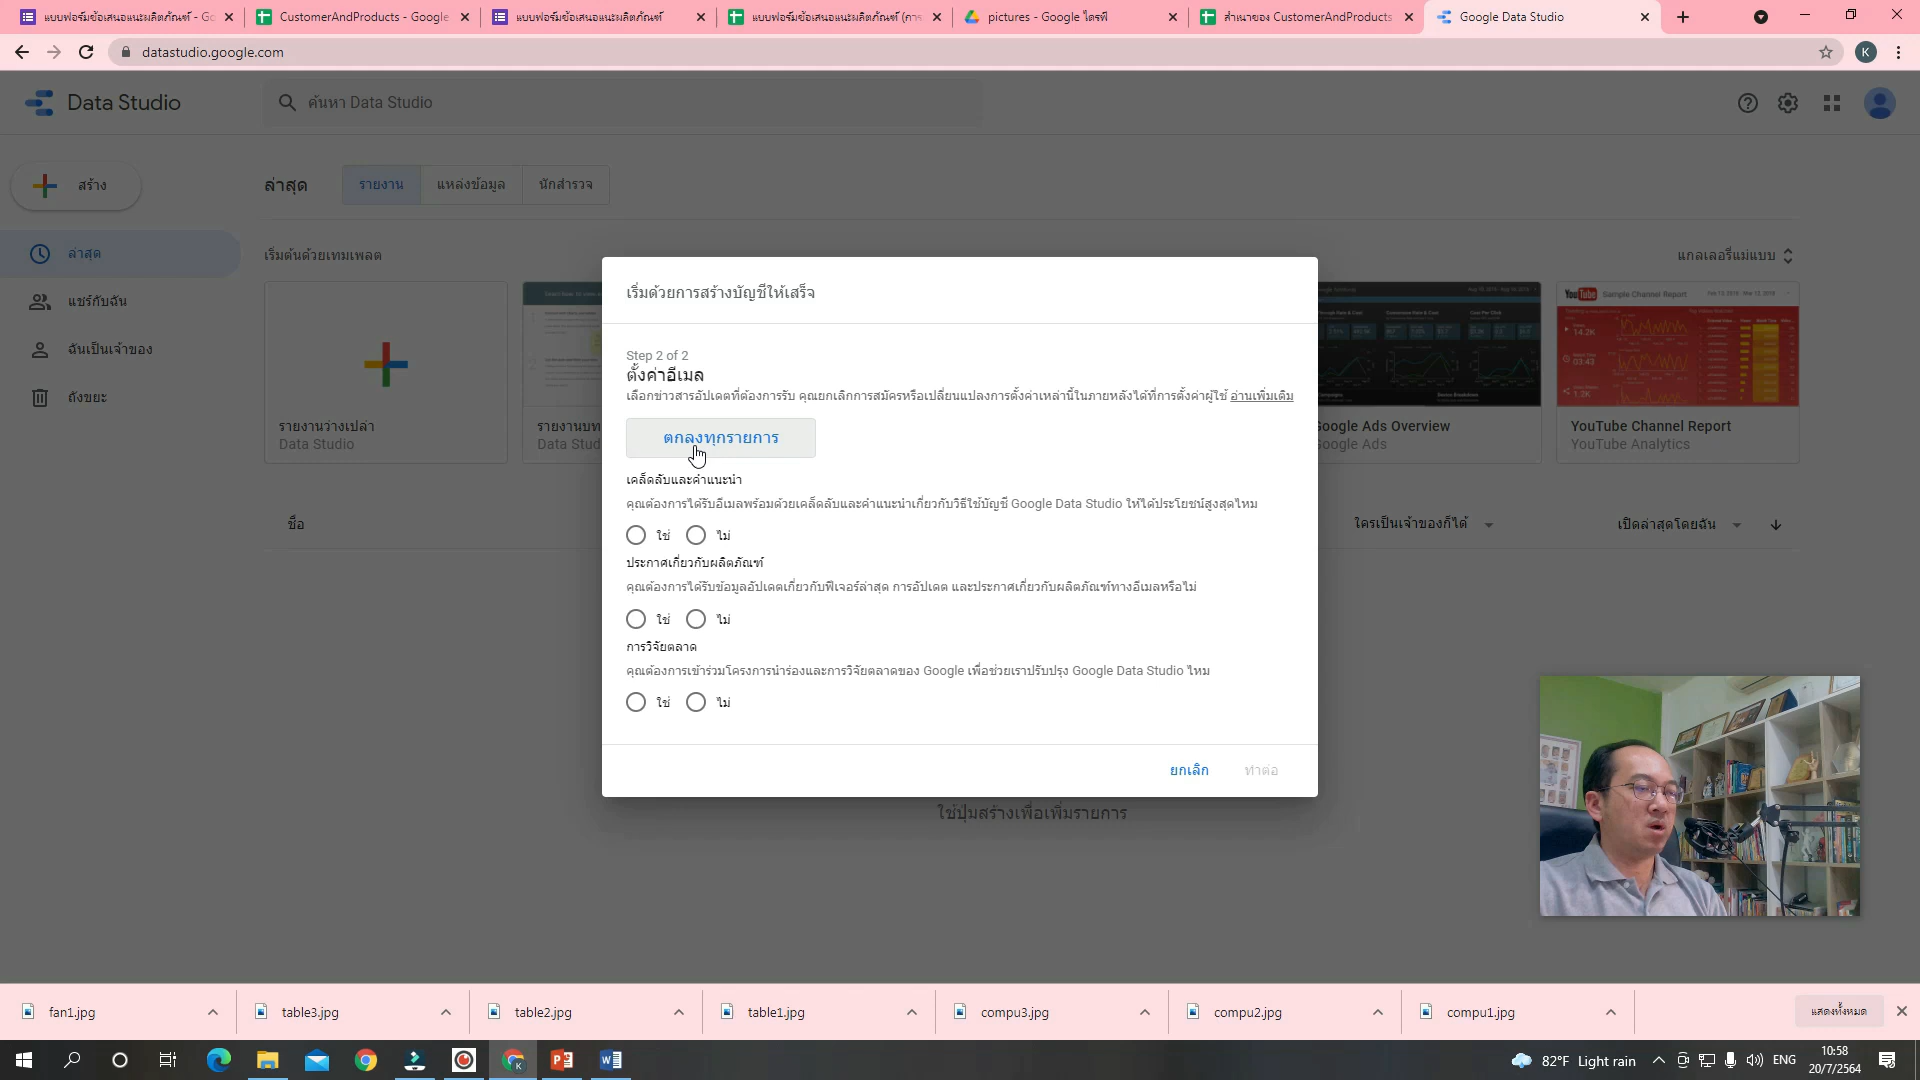 แบบฟอร์มข้อเสนอแนะผลิตภัณฑ์ - Go
CustomerAndProducts - Google
แบบฟอร์มข้อเสนอแนะผลิตภัณฑ์
แบบฟอร์มข้อเสนอแนะผลิตภัณฑ์ (การ
pictures - Google ไดรฟ์
สำเนาของ CustomerAndProducts
Google Data Studio
datastudio.google.com
K
Data Studio
ค้นหา Data Studio
สร้าง
ล่าสุด
รายงาน
แหล่งข้อมูล
นักสำรวจ
ล่าสุด
แชร์กับฉัน
ฉันเป็นเจ้าของ
ถังขยะ
เริ่มต้นด้วยเทมเพลต
แกลเลอรีแม่แบบ
รายงานว่างเปล่า
Data Studio
รายงานบท
Data Stud
Google Ads Overview
Google Ads
YouTube Sample Channel Report
YouTube Channel Report
YouTube Analytics
ชื่อ
ใครเป็นเจ้าของก็ได้
เปิดล่าสุดโดยฉัน
เริ่มด้วยการสร้างบัญชีให้เสร็จ
Step 2 of 2
ตั้งค่าอีเมล
เลือกข่าวสารอัปเดตที่ต้องการรับ คุณยกเลิกการสมัครหรือเปลี่ยนแปลงการตั้งค่าเหล่านี้ในภายหลังได้ที่การตั้งค่าผู้ใช้ อ่านเพิ่มเติม
ตกลงทุกรายการ
เคล็ดลับและคำแนะนำ
คุณต้องการได้รับอีเมลพร้อมด้วยเคล็ดลับและคำแนะนำเกี่ยวกับวิธีใช้บัญชี Google Data Studio ให้ได้ประโยชน์สูงสุดไหม
ใช่ ไม่
ประกาศเกี่ยวกับผลิตภัณฑ์
คุณต้องการได้รับข้อมูลอัปเดตเกี่ยวกับฟีเจอร์ล่าสุด การอัปเดต และประกาศเกี่ยวกับผลิตภัณฑ์ทางอีเมลหรือไม่
ใช่ ไม่
การวิจัยตลาด
คุณต้องการเข้าร่วมโครงการนำร่องและการวิจัยตลาดของ Google เพื่อช่วยเราปรับปรุง Google Data Studio ไหม
ใช่ ไม่
ยกเลิก ทำต่อ
ใช้ปุ่มสร้างเพื่อเพิ่มรายการ
fan1.jpg
table3.jpg
table2.jpg
table1.jpg
compu3.jpg
compu2.jpg
compu1.jpg
แสดงทั้งหมด
82°F Light rain
ENG
10:58
20/7/2564